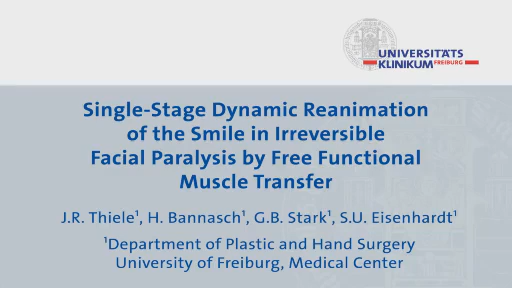 UNIVERSITÄTS
KLINIKUM FREIBURG
Single-Stage Dynamic Reanimation
of the Smile in Irreversible
Facial Paralysis by Free Functional
Muscle Transfer
J.R. Thiele¹, H. Bannasch¹, G.B. Stark¹, S.U. Eisenhardt¹
¹Department of Plastic and Hand Surgery
University of Freiburg, Medical Center